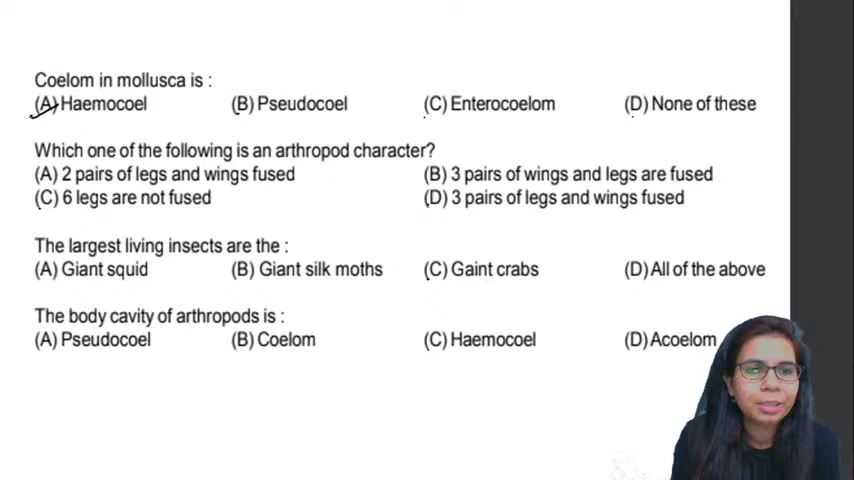 Coelom in mollusca is :
(A) Haemocoel (B) Pseudocoel (C) Enterocoelom (D) None of these
Which one of the following is an arthropod character?
(A) 2 pairs of legs and wings fused (B) 3 pairs of wings and legs are fused
(C) 6 legs are not fused (D) 3 pairs of legs and wings fused
The largest living insects are the :
(A) Giant squid (B) Giant silk moths (C) Gaint crabs (D) All of the above
The body cavity of arthropods is :
(A) Pseudocoel (B) Coelom (C) Haemocoel (D) Acoelom